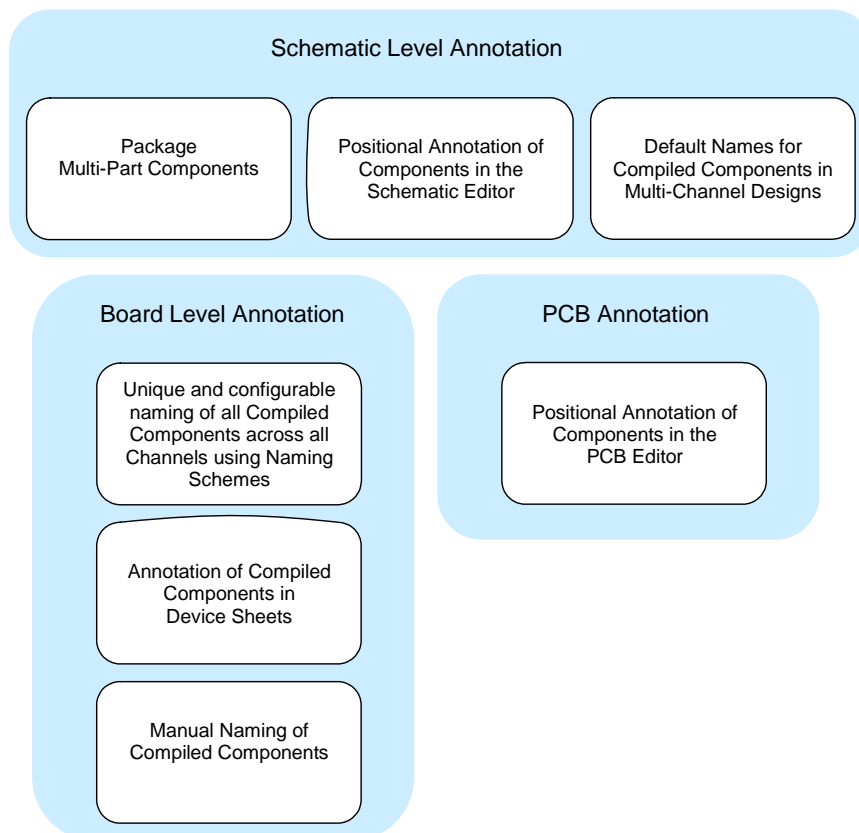 Schematic Level Annotation
Package
Multi-Part Components
Positional Annotation of
Components in the
Schematic Editor
Default Names for
Compiled Components in
Multi-Channel Designs
Board Level Annotation
Unique and configurable
naming of all Compiled
Components across all
Channels using Naming
Schemes
Annotation of Compiled
Components in
Device Sheets
Manual Naming of
Compiled Components
PCB Annotation
Positional Annotation of
Components in the
PCB Editor